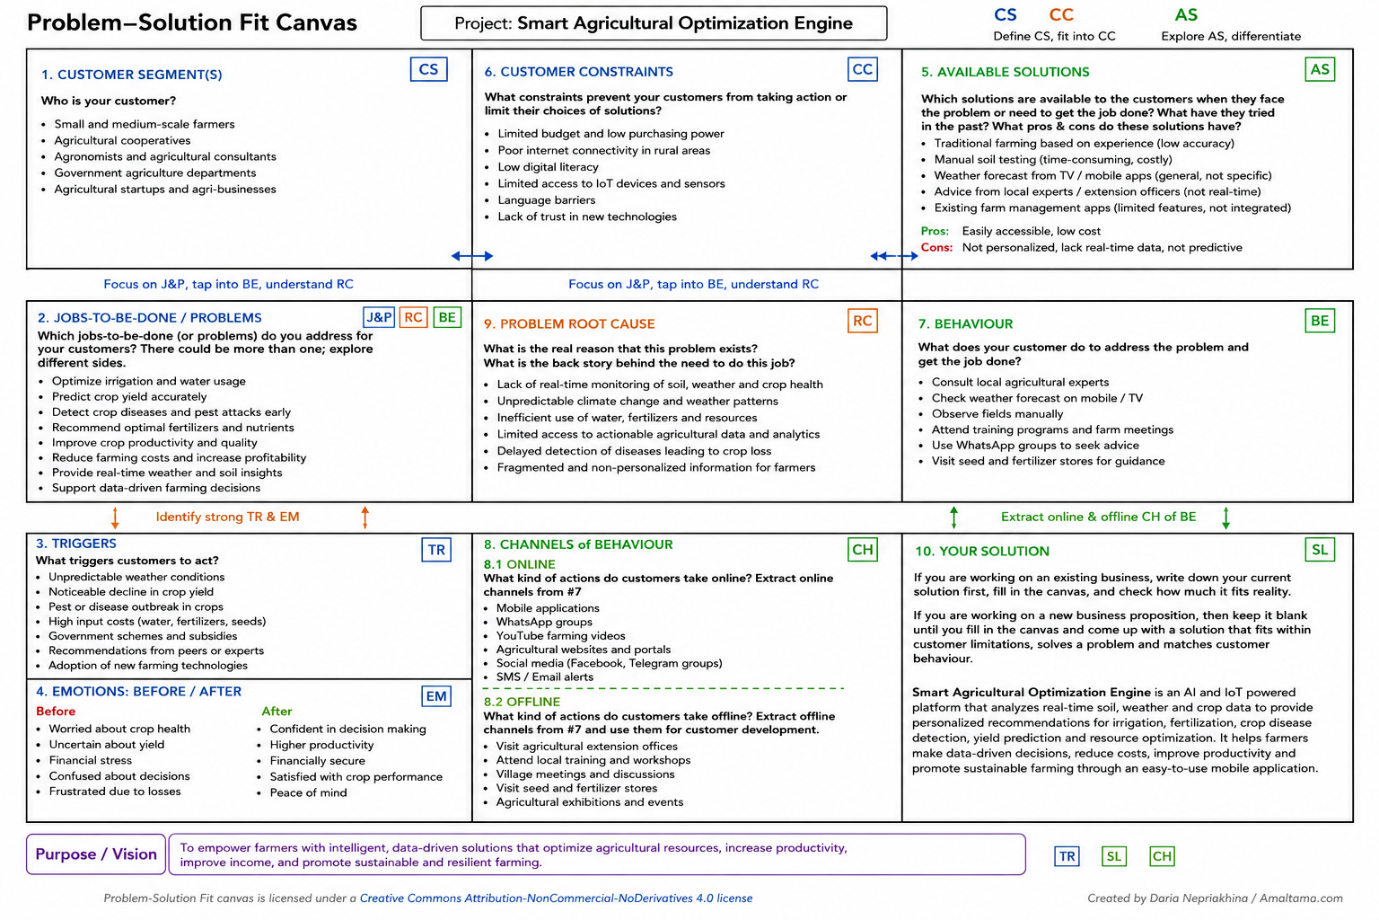 Problem–Solution Fit Canvas
Project: Smart Agricultural Optimization Engine
CS CC AS
Define CS, fit into CC Explore AS, differentiate
1. CUSTOMER SEGMENT(S) CS
Who is your customer?
• Small and medium-scale farmers
• Agricultural cooperatives
• Agronomists and agricultural consultants
• Government agriculture departments
• Agricultural startups and agri-businesses
6. CUSTOMER CONSTRAINTS CC
What constraints prevent your customers from taking action or
limit their choices of solutions?
• Limited budget and low purchasing power
• Poor internet connectivity in rural areas
• Low digital literacy
• Limited access to IoT devices and sensors
• Language barriers
• Lack of trust in new technologies
5. AVAILABLE SOLUTIONS AS
Which solutions are available to the customers when they face
the problem or need to get the job done? What have they tried
in the past? What pros & cons do these solutions have?
• Traditional farming based on experience (low accuracy)
• Manual soil testing (time-consuming, costly)
• Weather forecast from TV / mobile apps (general, not specific)
• Advice from local experts / extension officers (not real-time)
• Existing farm management apps (limited features, not integrated)
Pros: Easily accessible, low cost
Cons: Not personalized, lack real-time data, not predictive
Focus on J&P, tap into BE, understand RC
Focus on J&P, tap into BE, understand RC
2. JOBS-TO-BE-DONE / PROBLEMS J&P RC BE
Which jobs-to-be-done (or problems) do you address for
your customers? There could be more than one; explore
different sides.
• Optimize irrigation and water usage
• Predict crop yield accurately
• Detect crop diseases and pest attacks early
• Recommend optimal fertilizers and nutrients
• Improve crop productivity and quality
• Reduce farming costs and increase profitability
• Provide real-time weather and soil insights
• Support data-driven farming decisions
9. PROBLEM ROOT CAUSE RC
What is the real reason that this problem exists?
What is the back story behind the need to do this job?
• Lack of real-time monitoring of soil, weather and crop health
• Unpredictable climate change and weather patterns
• Inefficient use of water, fertilizers and resources
• Limited access to actionable agricultural data and analytics
• Delayed detection of diseases leading to crop loss
• Fragmented and non-personalized information for farmers
7. BEHAVIOUR BE
What does your customer do to address the problem and
get the job done?
• Consult local agricultural experts
• Check weather forecast on mobile / TV
• Observe fields manually
• Attend training programs and farm meetings
• Use WhatsApp groups to seek advice
• Visit seed and fertilizer stores for guidance
Identify strong TR & EM
Extract online & offline CH of BE
3. TRIGGERS TR
What triggers customers to act?
• Unpredictable weather conditions
• Noticeable decline in crop yield
• Pest or disease outbreak in crops
• High input costs (water, fertilizers, seeds)
• Government schemes and subsidies
• Recommendations from peers or experts
• Adoption of new farming technologies
4. EMOTIONS: BEFORE / AFTER EM
Before
• Worried about crop health
• Uncertain about yield
• Financial stress
• Confused about decisions
• Frustrated due to losses
After
• Confident in decision making
• Higher productivity
• Financially secure
• Satisfied with crop performance
• Peace of mind
8. CHANNELS of BEHAVIOUR CH
8.1 ONLINE
What kind of actions do customers take online? Extract online
channels from #7
• Mobile applications
• WhatsApp groups
• YouTube farming videos
• Agricultural websites and portals
• Social media (Facebook, Telegram groups)
• SMS / Email alerts
8.2 OFFLINE
What kind of actions do customers take offline? Extract offline
channels from #7 and use them for customer development.
• Visit agricultural extension offices
• Attend local training and workshops
• Village meetings and discussions
• Visit seed and fertilizer stores
• Agricultural exhibitions and events
10. YOUR SOLUTION SL
If you are working on an existing business, write down your current
solution first, fill in the canvas, and check how much it fits reality.
If you are working on a new business proposition, then keep it blank
until you fill in the canvas and come up with a solution that fits within
customer limitations, solves a problem and matches customer
behaviour.
Smart Agricultural Optimization Engine is an AI and IoT powered
platform that analyzes real-time soil, weather and crop data to provide
personalized recommendations for irrigation, fertilization, crop disease
detection, yield prediction and resource optimization. It helps farmers
make data-driven decisions, reduce costs, improve productivity and
promote sustainable farming through an easy-to-use mobile application.
Purpose / Vision
To empower farmers with intelligent, data-driven solutions that optimize agricultural resources, increase productivity,
improve income, and promote sustainable and resilient farming.
TR SL CH
Problem-Solution Fit canvas is licensed under a Creative Commons Attribution-NonCommercial-NoDerivatives 4.0 license
Created by Daria Nepriakhina / Amaltama.com